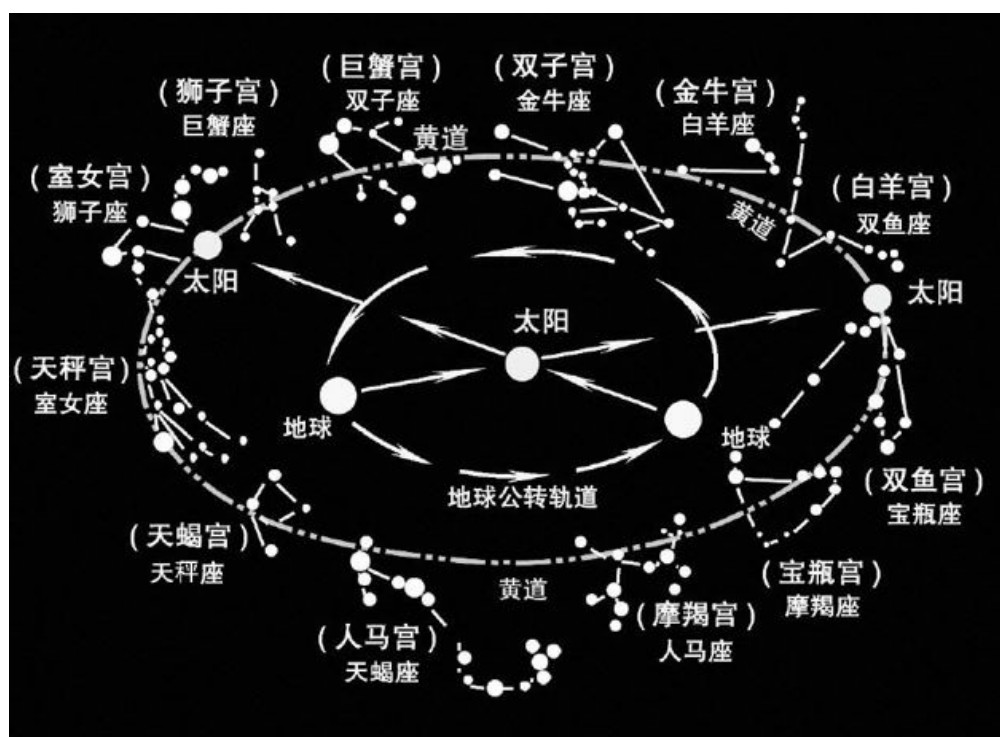 (巨蟹宫)
双子座
(双子宫)
金牛座
(狮子宫)
巨蟹座
(金牛宫)
白羊座
黄道
(室女宫)
狮子座
(白羊宫)
双鱼座
黄道
太阳
太阳
太阳
(天秤宫)
室女座
地球
地球
地球公转轨道
(双鱼宫)
宝瓶座
(天蝎宫)
天秤座
黄道
(宝瓶宫)
摩羯座
(人马宫)
天蝎座
(摩羯宫)
人马座